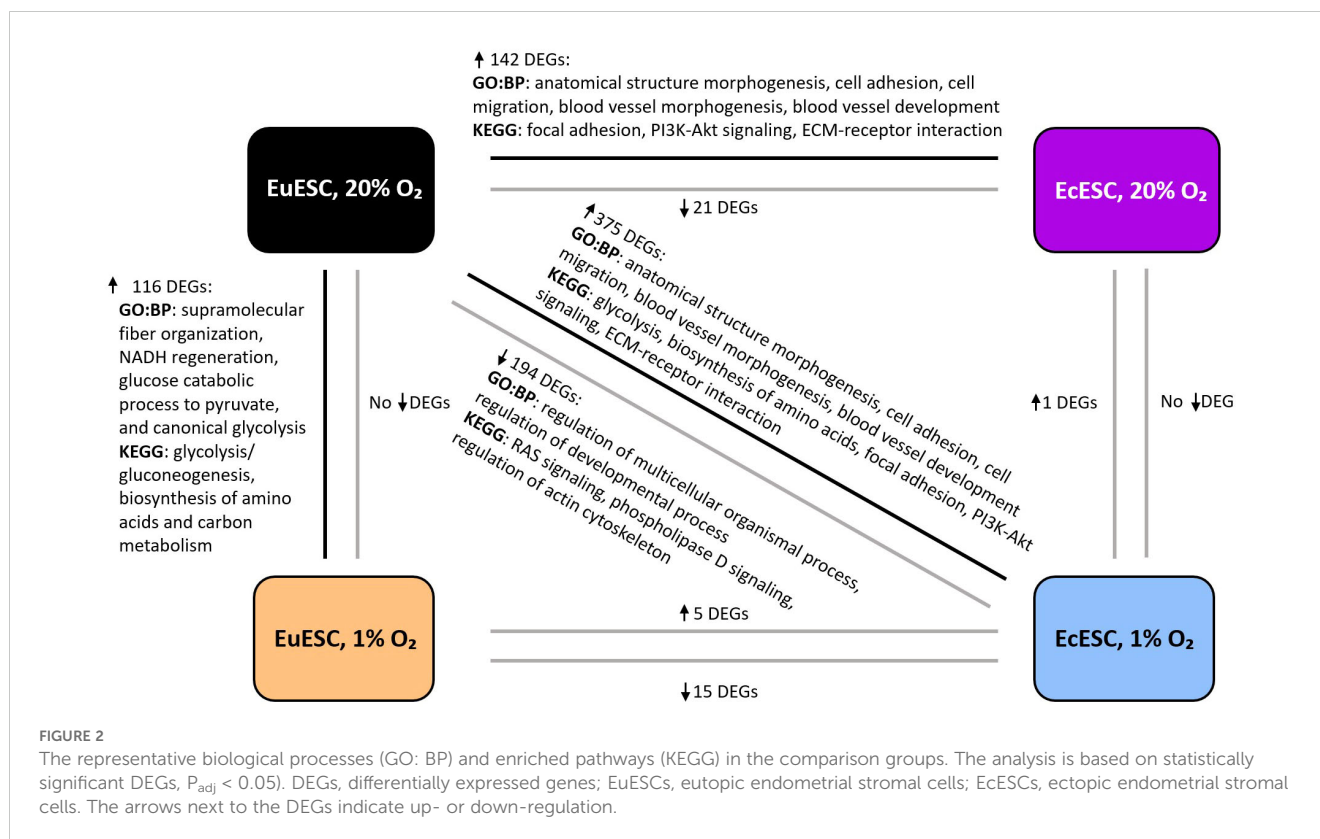 ↑ 142 DEGs:
GO:BP: anatomical structure morphogenesis, cell adhesion, cell
migration, blood vessel morphogenesis, blood vessel development
KEGG: focal adhesion, PI3K-Akt signaling, ECM-receptor interaction
EuESC, 20% O₂
EcESC, 20% O₂
↓ 21 DEGs
↑ 375 DEGs:
GO:BP: anatomical structure morphogenesis, cell adhesion, cell
migration, blood vessel morphogenesis, blood vessel development
KEGG: glycolysis, biosynthesis of amino acids, focal adhesion, PI3K-Akt
signaling, ECM-receptor interaction
↑ 116 DEGs:
GO:BP: supramolecular
fiber organization,
NADH regeneration,
glucose catabolic
process to pyruvate,
and canonical glycolysis
KEGG: glycolysis/
gluconeogenesis,
biosynthesis of amino
acids and carbon
metabolism
No ↓DEGs
↓ 194 DEGs:
GO:BP: regulation of multicellular organismal process,
regulation of developmental process
KEGG: RAS signaling, phospholipase D signaling,
regulation of actin cytoskeleton
↑1 DEGs
No ↓DEG
EuESC, 1% O₂
↑ 5 DEGs
↓ 15 DEGs
EcESC, 1% O₂
FIGURE 2
The representative biological processes (GO: BP) and enriched pathways (KEGG) in the comparison groups. The analysis is based on statistically
significant DEGs, Padj < 0.05). DEGs, differentially expressed genes; EuESCs, eutopic endometrial stromal cells; EcESCs, ectopic endometrial stromal
cells. The arrows next to the DEGs indicate up- or down-regulation.